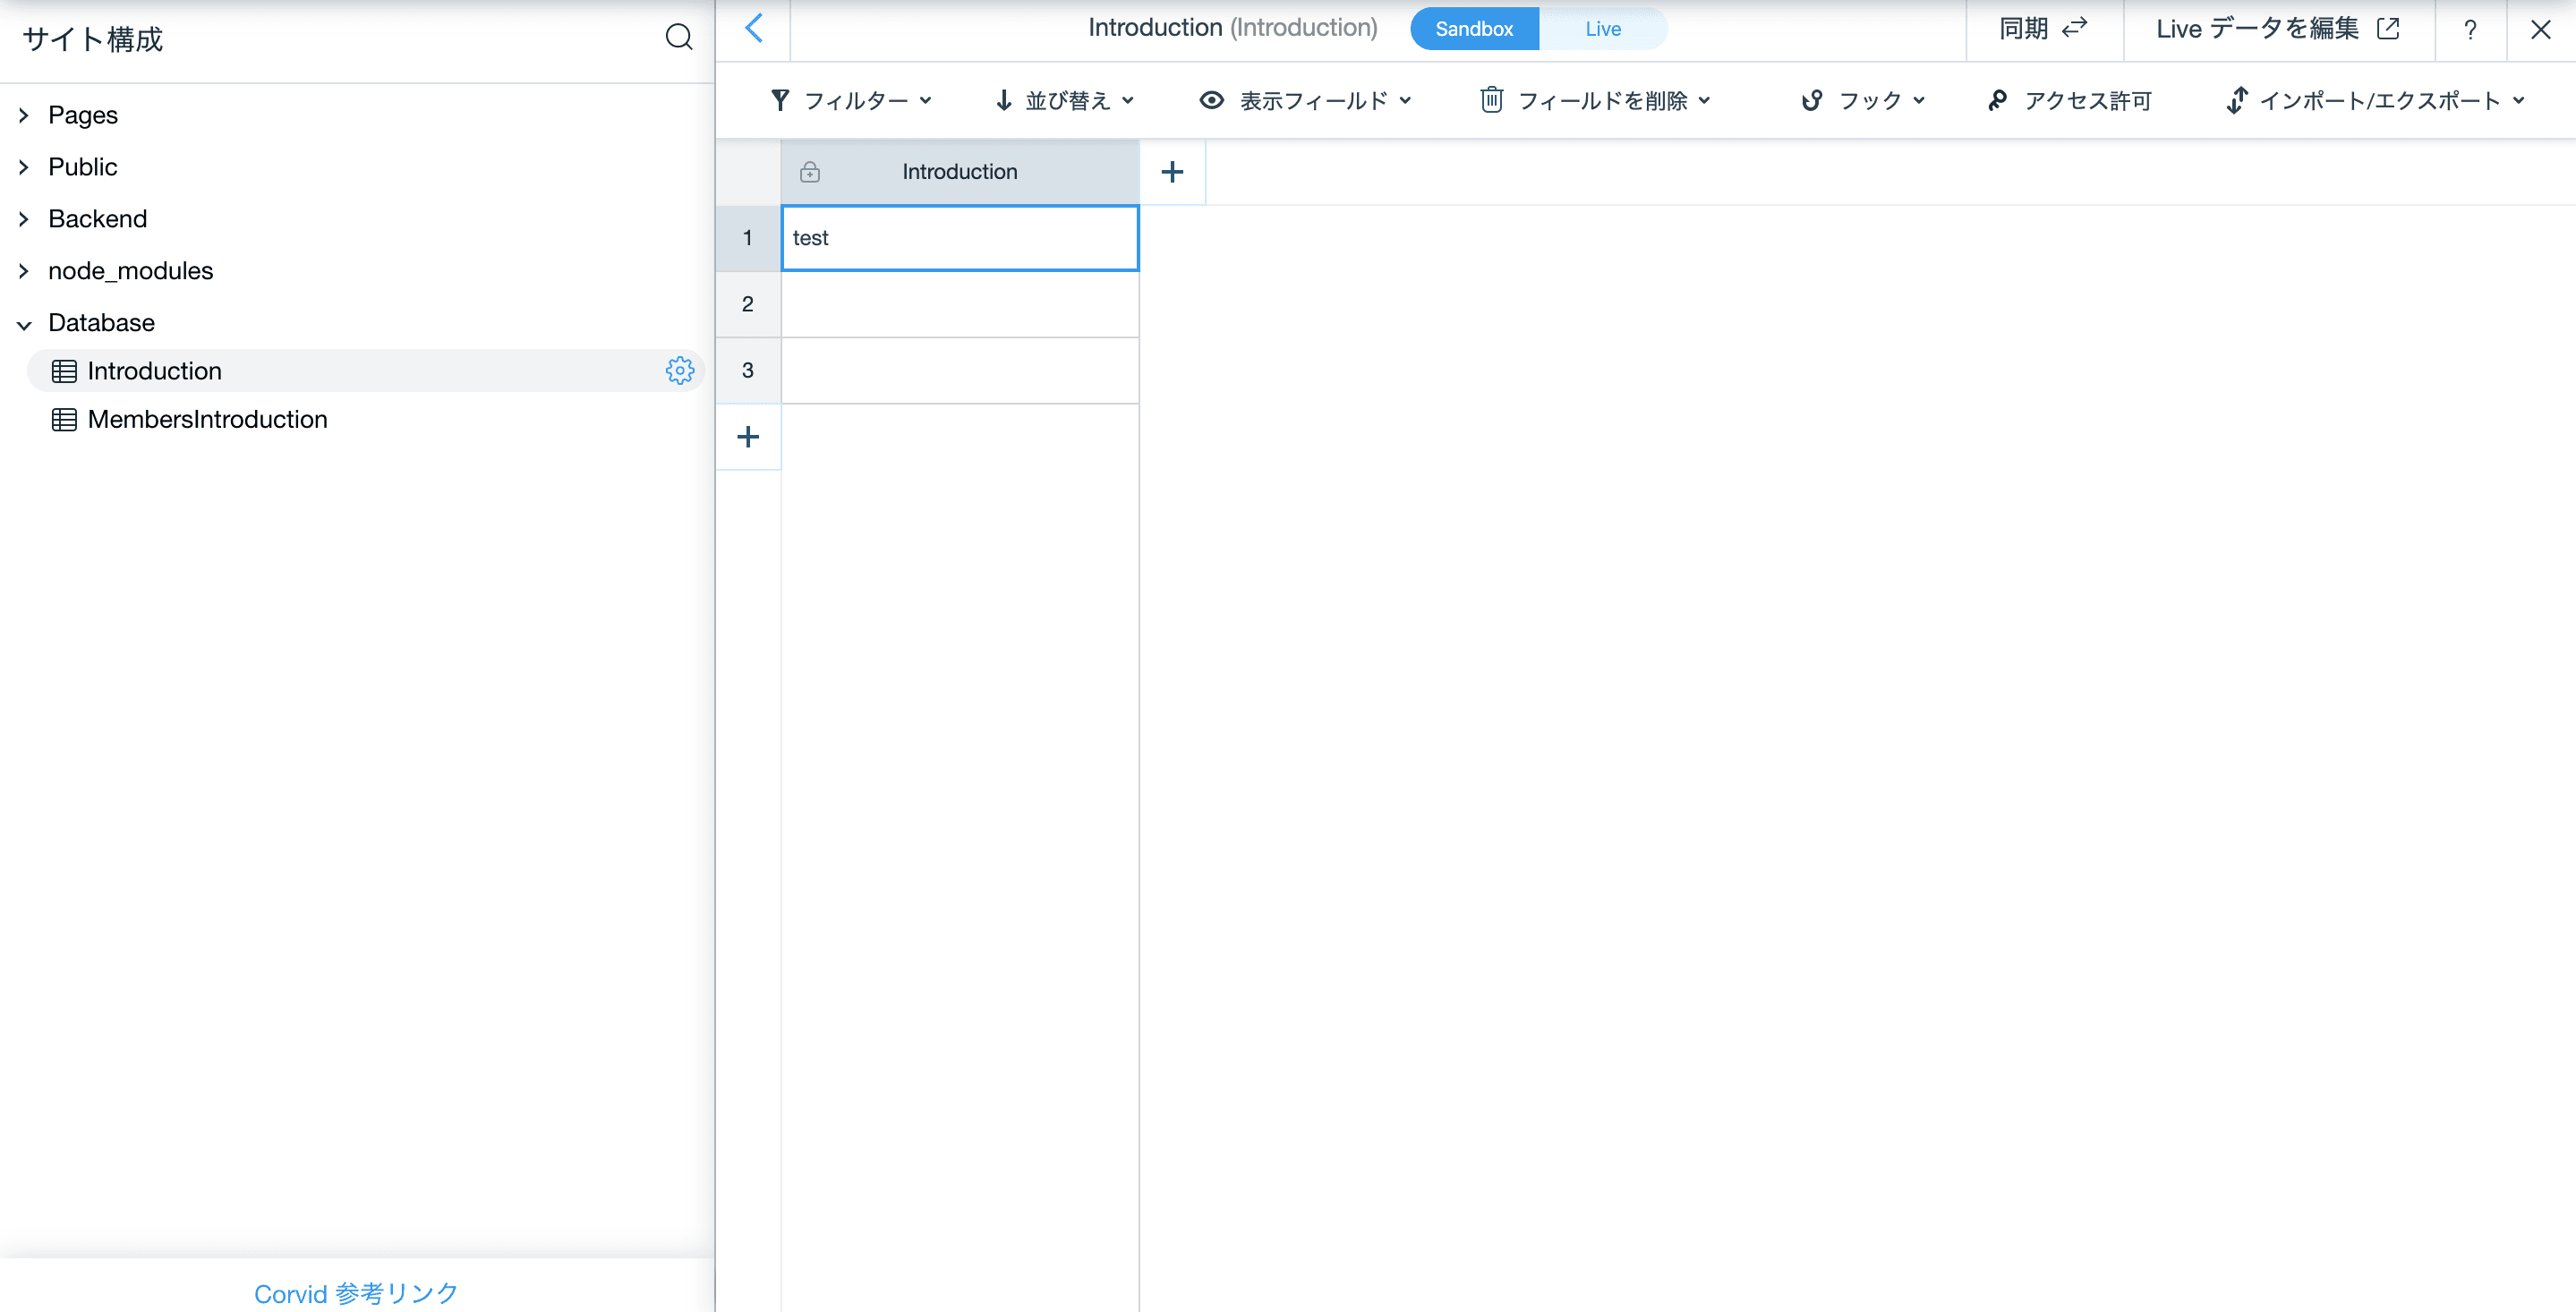 サイト構成
Pages
Public
Backend
node_modules
Database
Introduction
MembersIntroduction
Corvid 参考リンク
Introduction (Introduction) Sandbox Live 同期 Live データを編集 ?
フィルター 並び替え 表示フィールド フィールドを削除 フック アクセス許可 インポート/エクスポート
Introduction
1 test
2
3